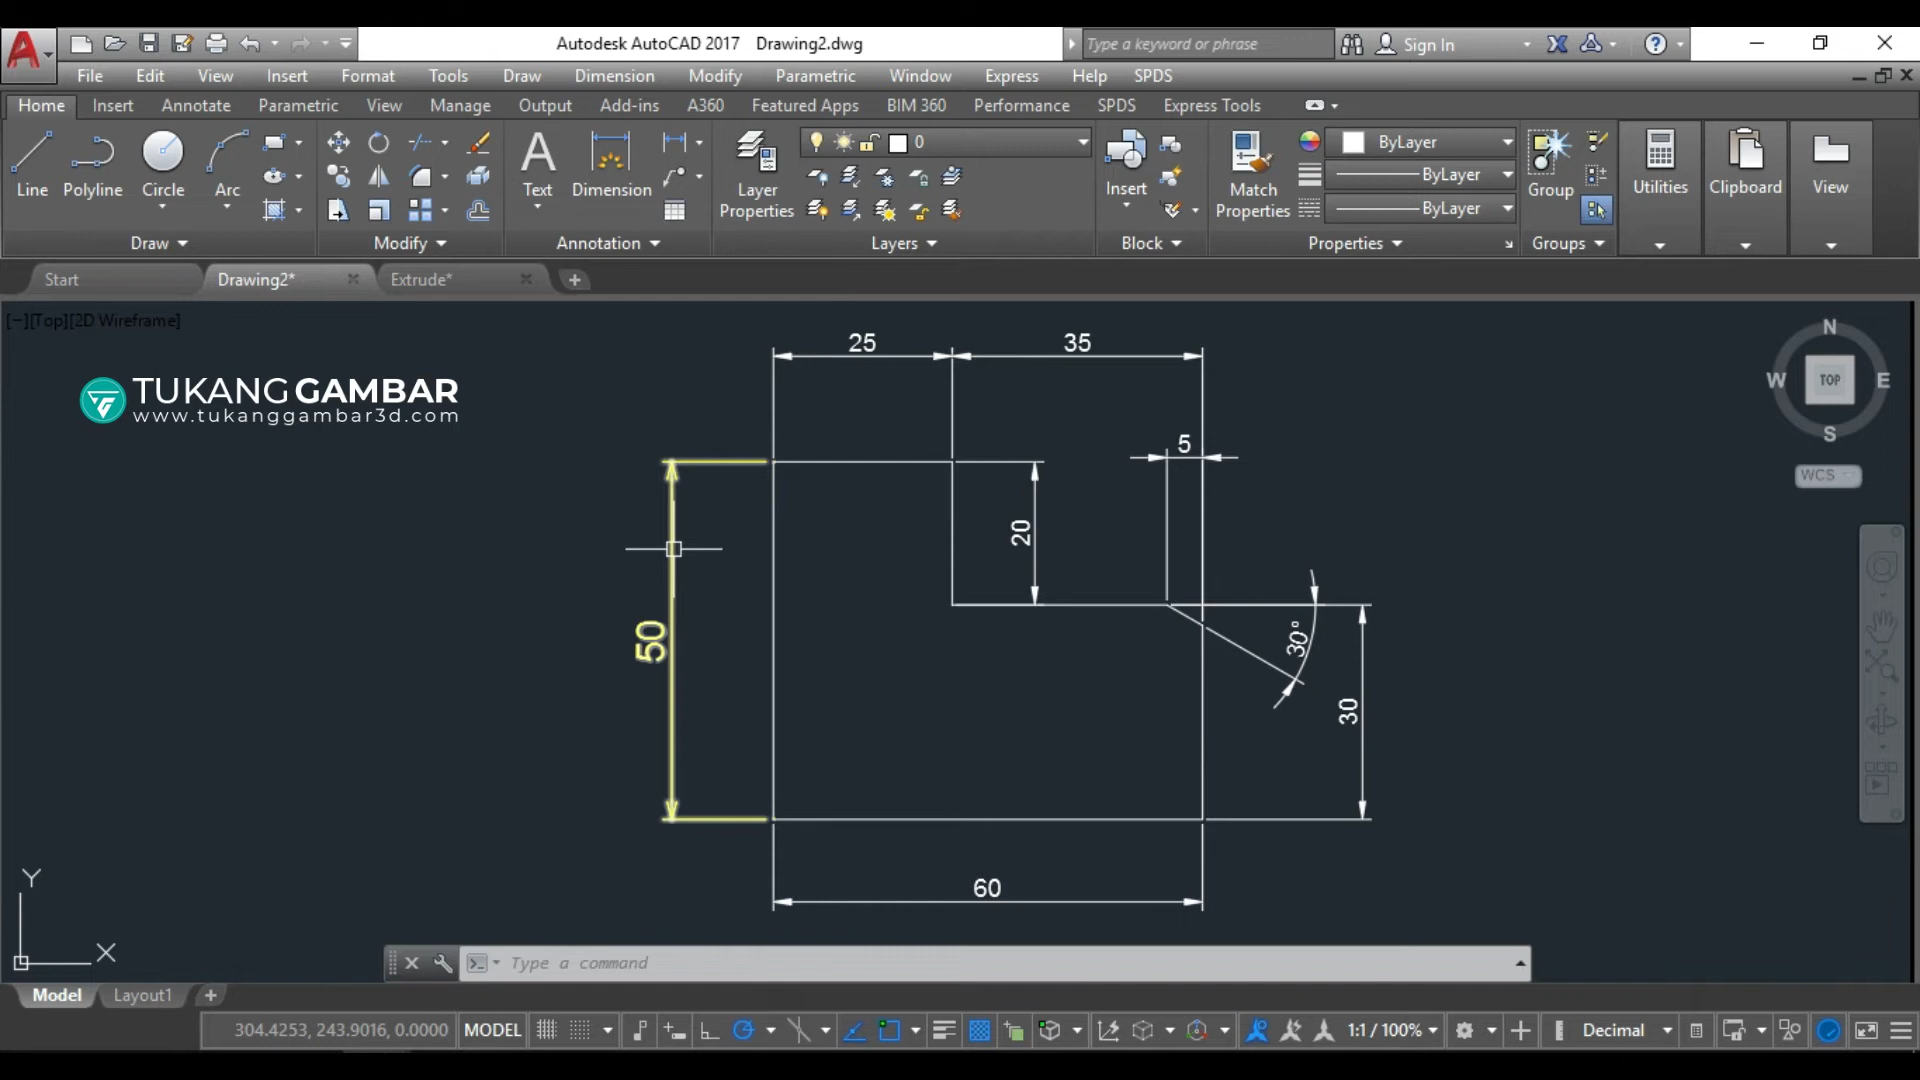 Autodesk AutoCAD 2017 Drawing2.dwg
Type a keyword or phrase
Sign In
File Edit View Insert Format Tools Draw Dimension Modify Parametric Window Express Help SPDS
Home Insert Annotate Parametric View Manage Output Add-ins A360 Featured Apps BIM 360 Performance SPDS Express Tools
Line Polyline Circle Arc
Draw
Modify
Text Dimension
Annotation
Layer Properties
0
Layers
Insert
Block
Match Properties
ByLayer
ByLayer
ByLayer
Properties
Group
Groups
Utilities
Clipboard
View
Start Drawing2* Extrude*
[−][Top][2D Wireframe]
TUKANG GAMBAR
www.tukanggambar3d.com
25 35
5
20
50
30°
30
60
N
W TOP E
S
WCS
Y
X
Type a command
Model Layout1
304.4253, 243.9016, 0.0000 MODEL 1:1 / 100% Decimal